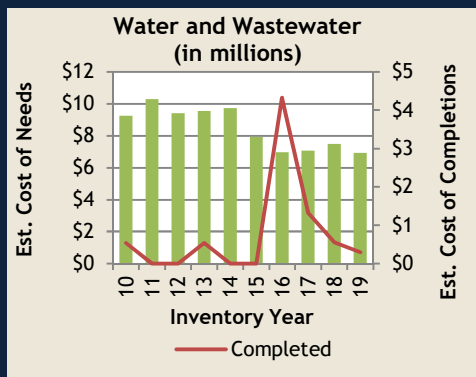 Water and Wastewater
(in millions)
Est. Cost of Needs
$12
$10
$8
$6
$4
$2
$0
$5
$4
$3
$2
$1
$0
Est. Cost of Completions
10 11 12 13 14 15 16 17 18 19
Inventory Year
Completed